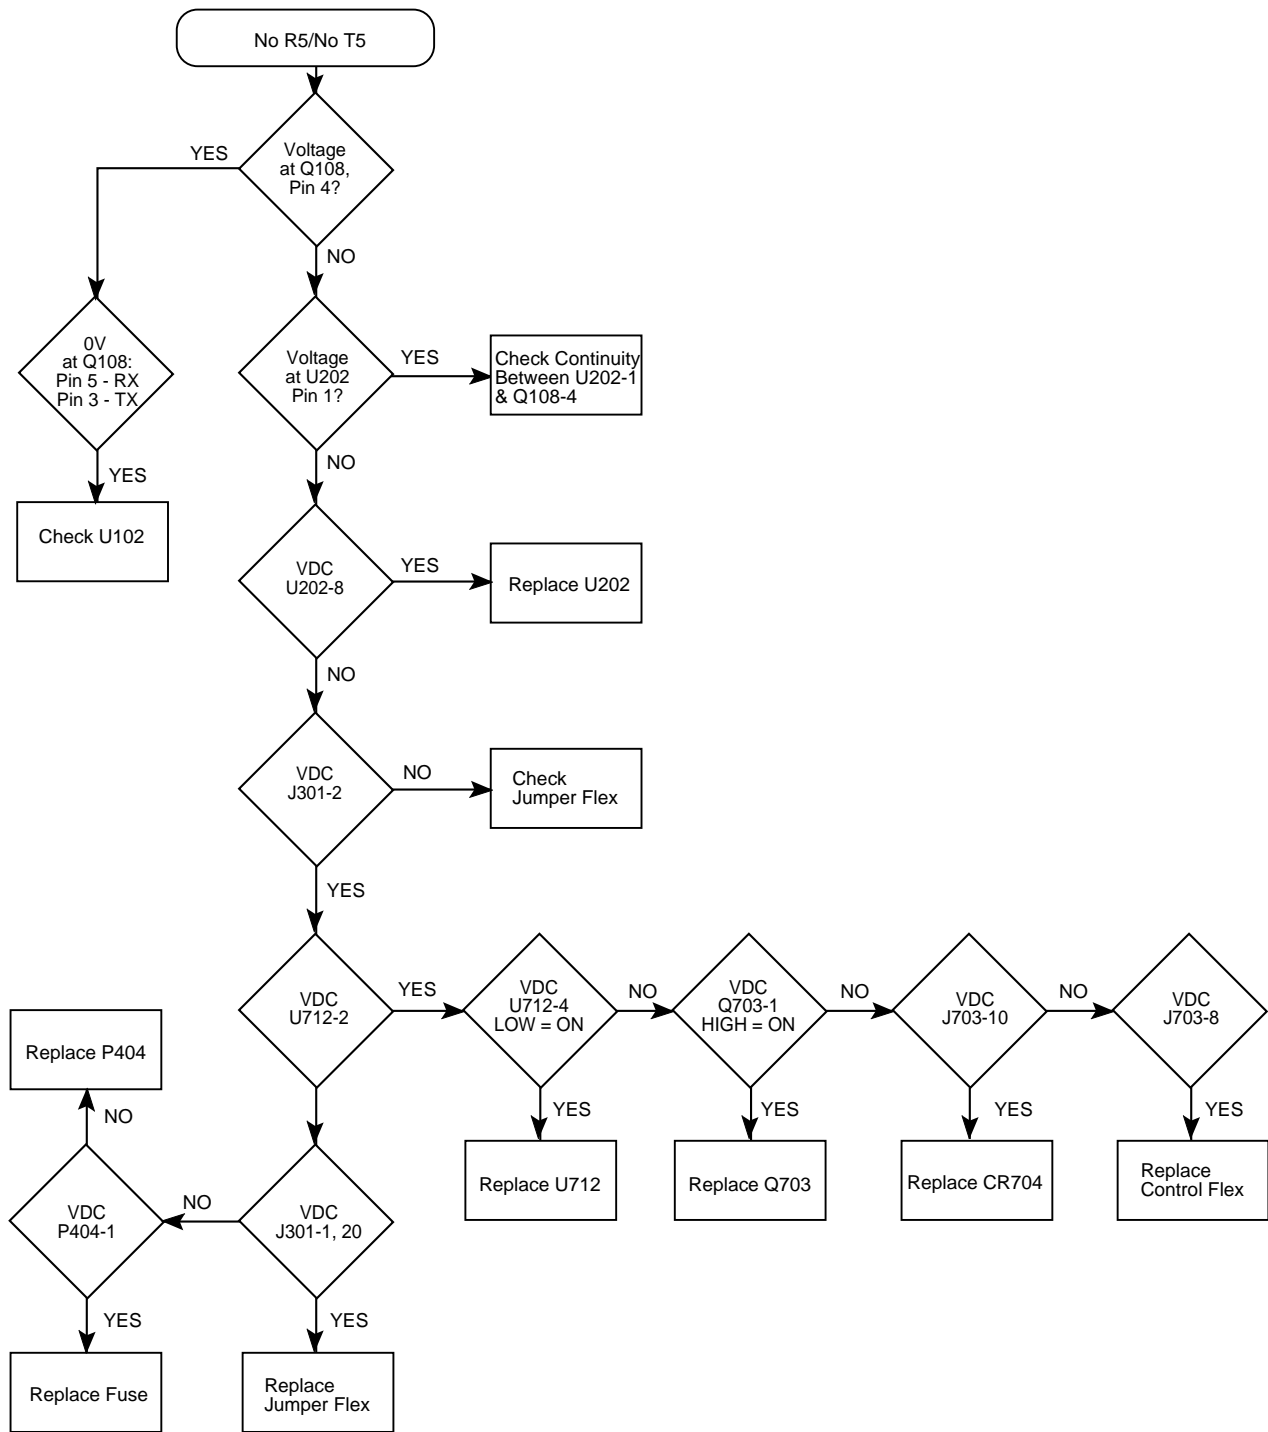 No R5/No T5
Voltage
at Q108,
Pin 4?
YES
NO
0V
at Q108:
Pin 5 - RX
Pin 3 - TX
YES
Check U102
Voltage
at U202
Pin 1?
YES
Check Continuity
Between U202-1
& Q108-4
NO
VDC
U202-8
YES
Replace U202
NO
VDC
J301-2
NO
Check
Jumper Flex
YES
VDC
U712-2
YES
VDC
U712-4
LOW = ON
NO
VDC
Q703-1
HIGH = ON
NO
VDC
J703-10
NO
VDC
J703-8
YES
Replace U712
YES
Replace Q703
YES
Replace CR704
YES
Replace
Control Flex
VDC
J301-1, 20
NO
VDC
P404-1
NO
Replace P404
YES
Replace Fuse
YES
Replace
Jumper Flex